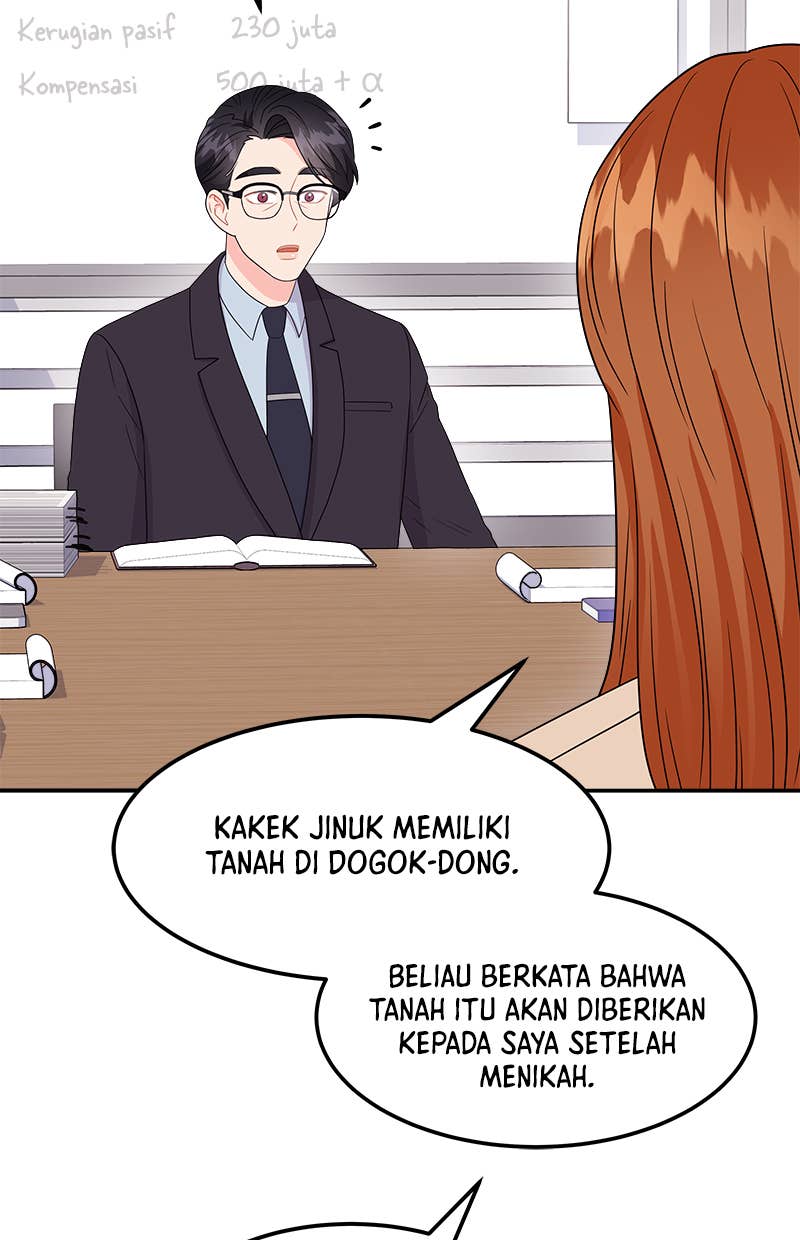 Kerugian pasif 230 juta
Kompensasi 500 juta + α
KAKEK JINUK MEMILIKI
TANAH DI DOGOK-DONG.
BELIAU BERKATA BAHWA
TANAH ITU AKAN DIBERIKAN
KEPADA SAYA SETELAH
MENIKAH.